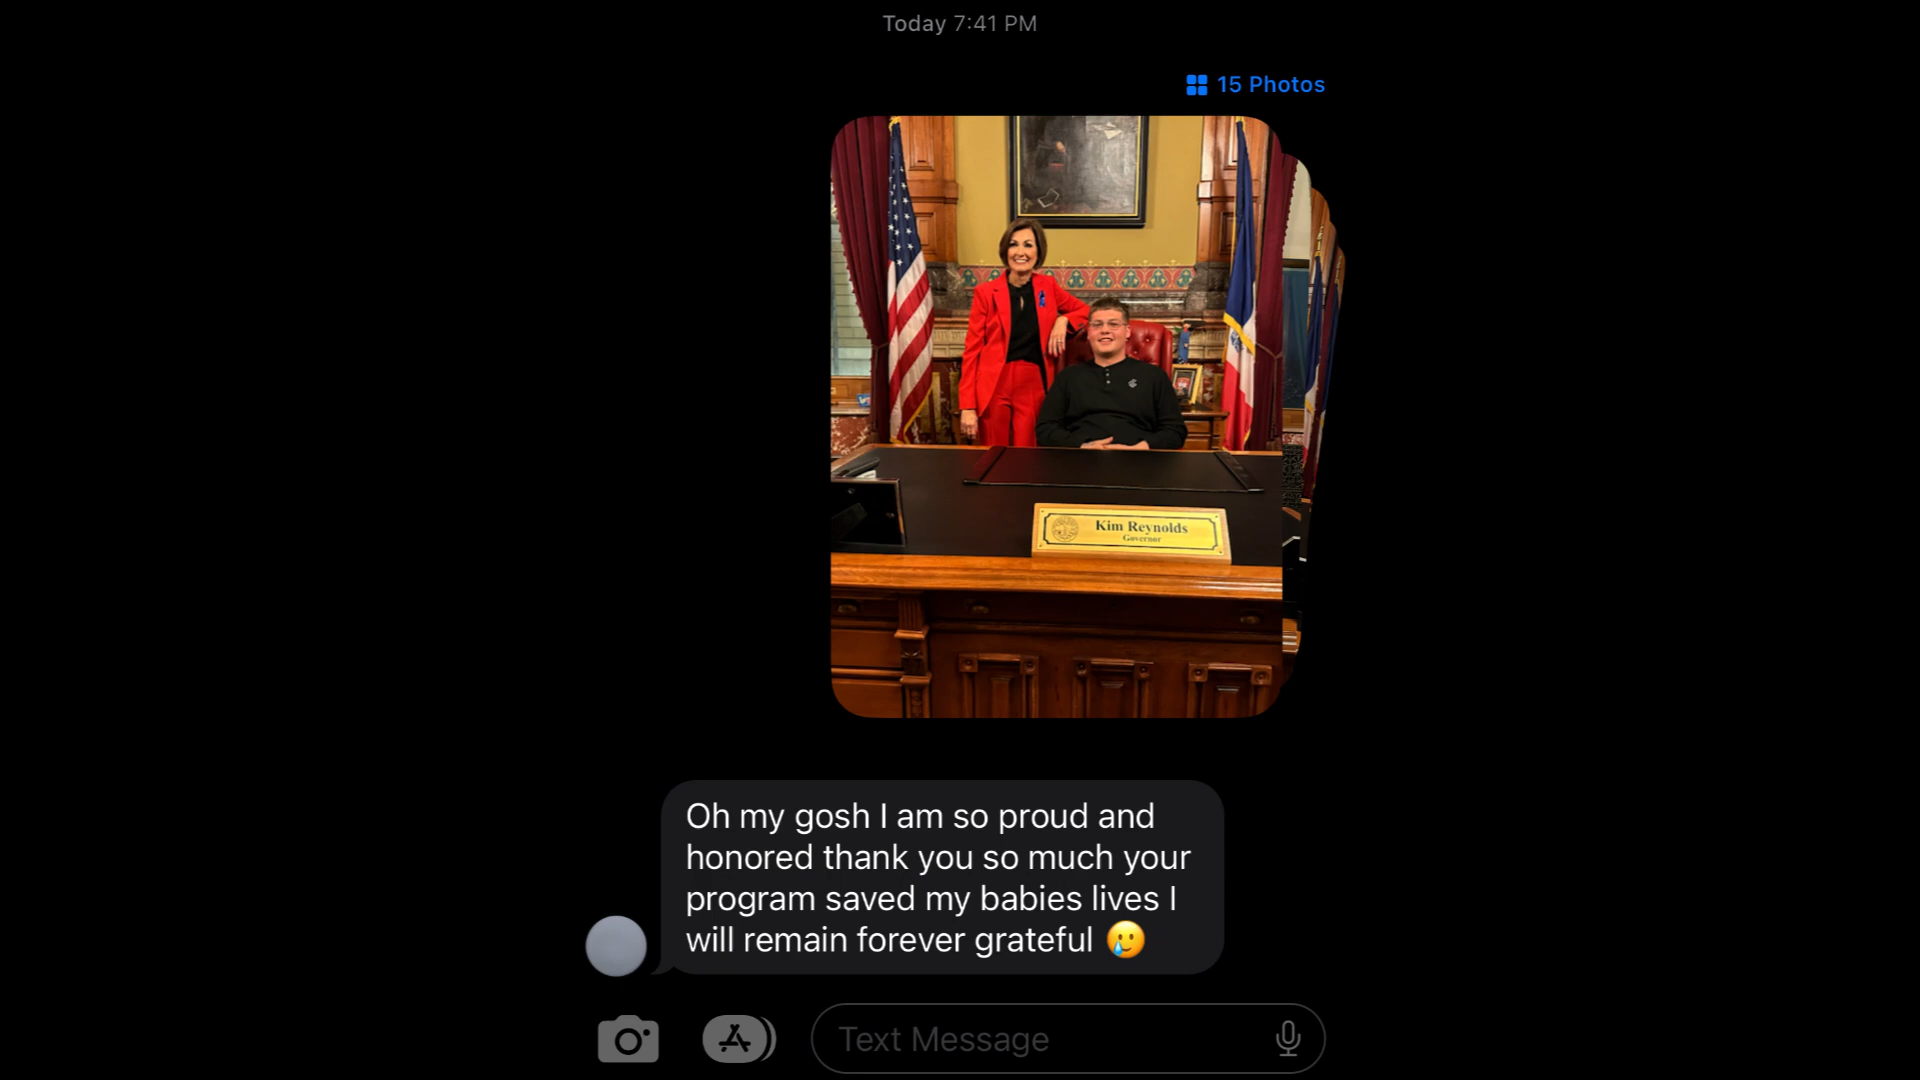 Today 7:41 PM
15 Photos
Kim Reynolds
Governor
Oh my gosh I am so proud and
honored thank you so much your
program saved my babies lives I
will remain forever grateful 🥲
Text Message